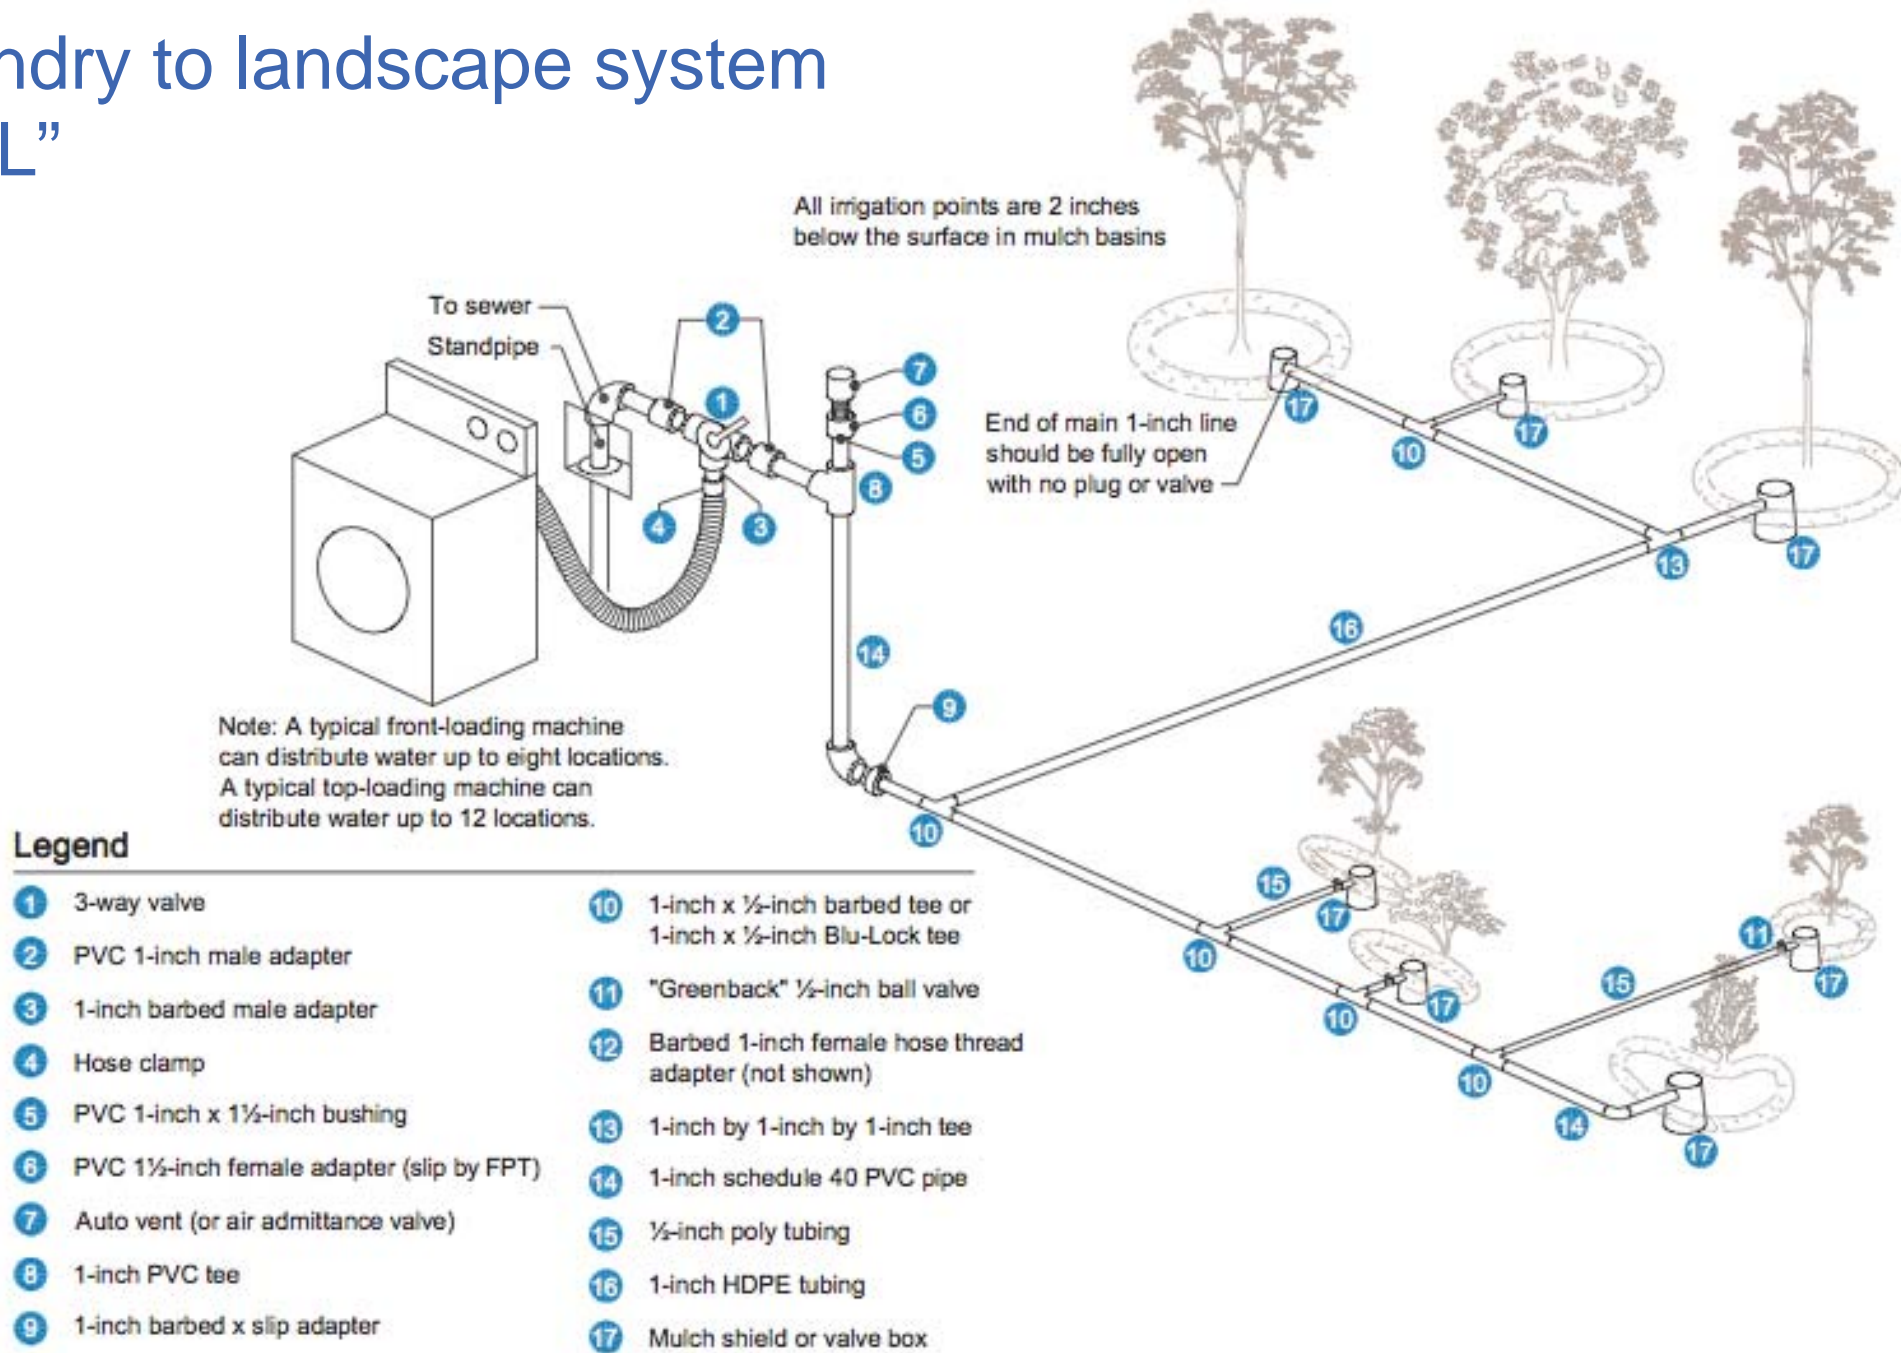 ndry to landscape system
L”
All irrigation points are 2 inches
below the surface in mulch basins
To sewer
Standpipe
2
7
1
6
5
8
4
3
End of main 1-inch line
should be fully open
with no plug or valve
17
10
17
13
17
16
14
9
10
Note: A typical front-loading machine
can distribute water up to eight locations.
A typical top-loading machine can
distribute water up to 12 locations.
15
17
10
17
10
11
17
15
10
14
17
Legend
1 3-way valve
2 PVC 1-inch male adapter
3 1-inch barbed male adapter
4 Hose clamp
5 PVC 1-inch x 1½-inch bushing
6 PVC 1½-inch female adapter (slip by FPT)
7 Auto vent (or air admittance valve)
8 1-inch PVC tee
9 1-inch barbed x slip adapter
10 1-inch x ½-inch barbed tee or
1-inch x ½-inch Blu-Lock tee
11 "Greenback" ½-inch ball valve
12 Barbed 1-inch female hose thread
adapter (not shown)
13 1-inch by 1-inch by 1-inch tee
14 1-inch schedule 40 PVC pipe
15 ½-inch poly tubing
16 1-inch HDPE tubing
17 Mulch shield or valve box